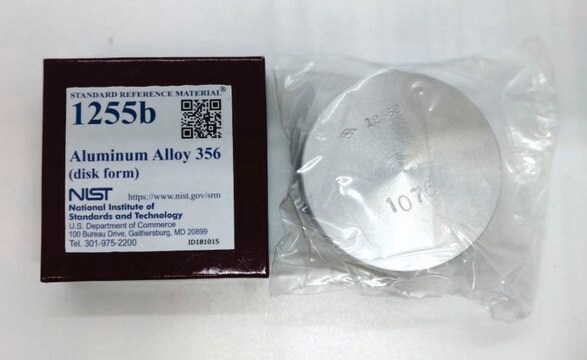 STANDARD REFERENCE MATERIAL®
1255b
Aluminum Alloy 356
(disk form)
NIST https://www.nist.gov/srm
National Institute of
Standards and Technology
U.S. Department of Commerce
100 Bureau Drive, Gaithersburg, MD 20899
Tel. 301-975-2200 ID181015
1076